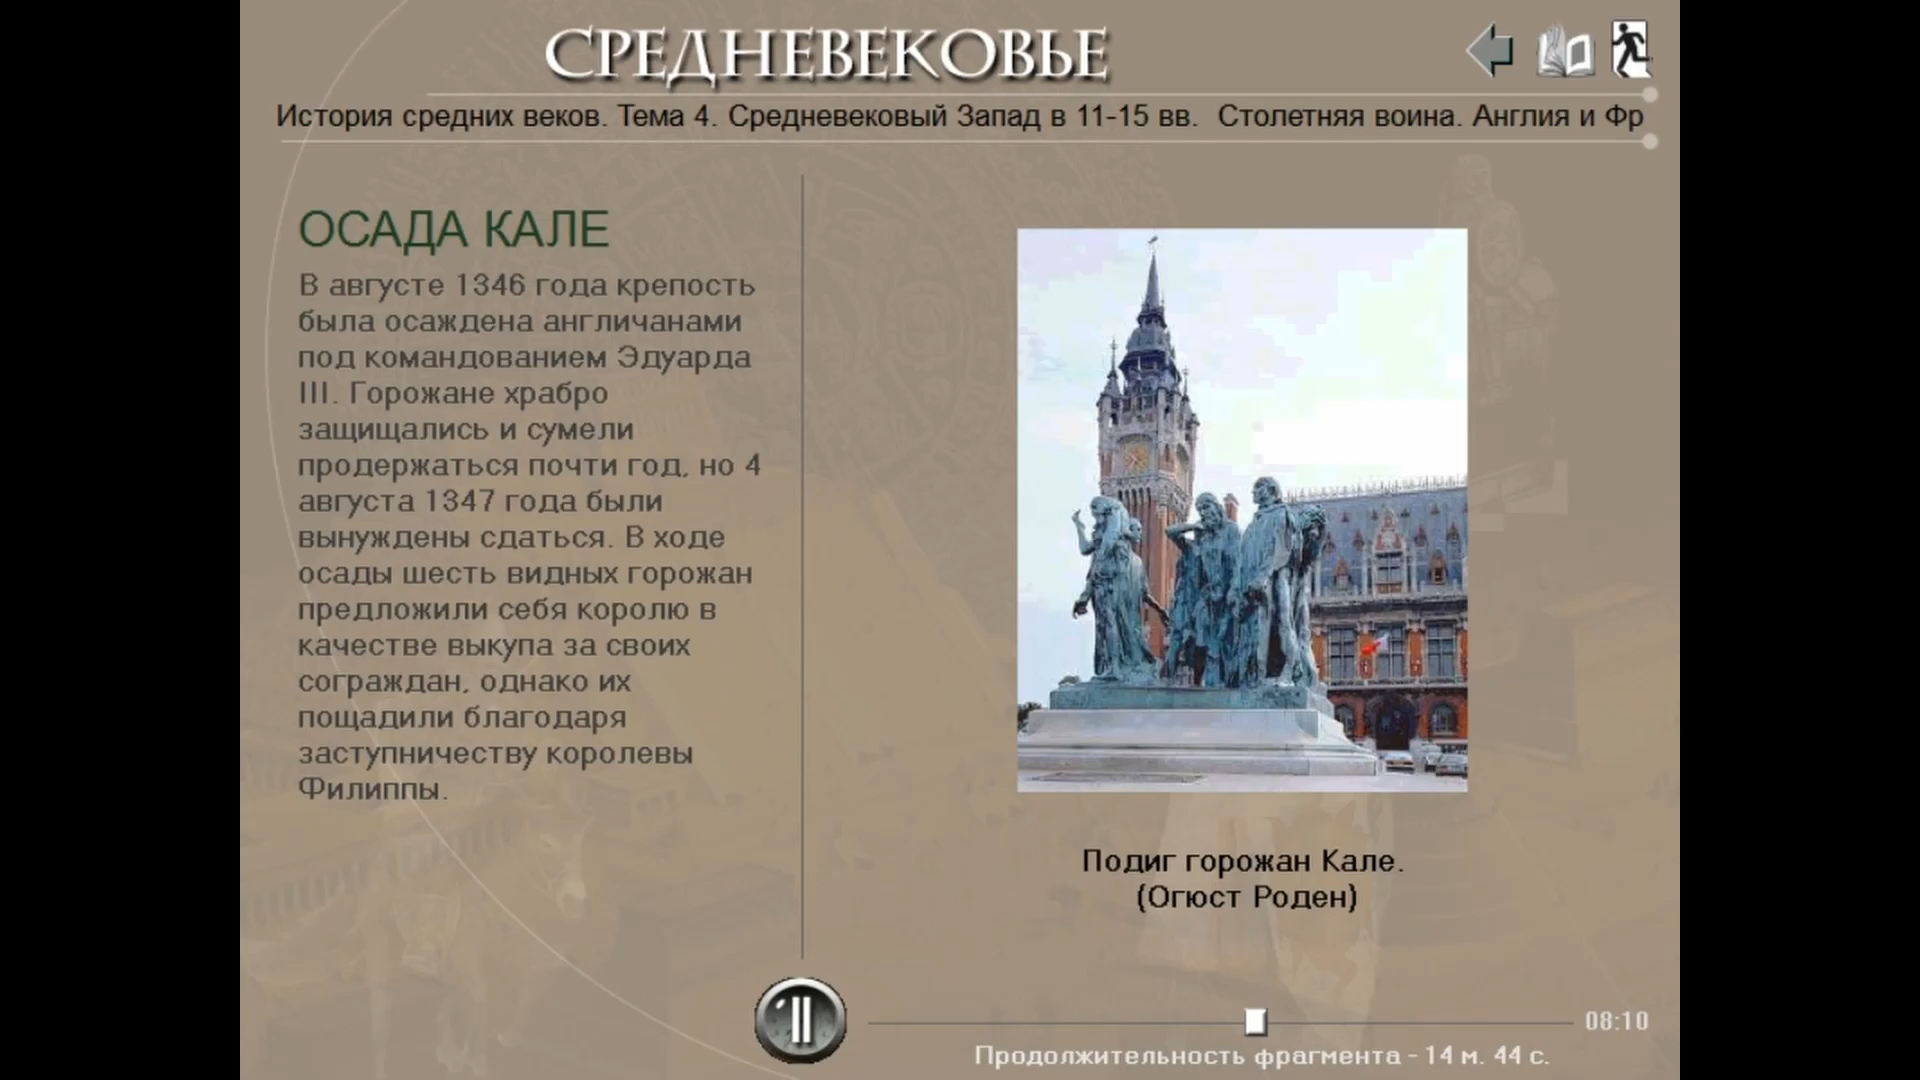 СРЕДНЕВЕКОВЬЕ
История средних веков. Тема 4. Средневековый Запад в 11-15 вв. Столетняя воина. Англия и Фр
ОСАДА КАЛЕ
В августе 1346 года крепость
была осаждена англичанами
под командованием Эдуарда
III. Горожане храбро
защищались и сумели
продержаться почти год, но 4
августа 1347 года были
вынуждены сдаться. В ходе
осады шесть видных горожан
предложили себя королю в
качестве выкупа за своих
сограждан, однако их
пощадили благодаря
заступничеству королевы
Филиппы.
Подиг горожан Кале.
(Огюст Роден)
08:10
Продолжительность фрагмента - 14 м. 44 с.